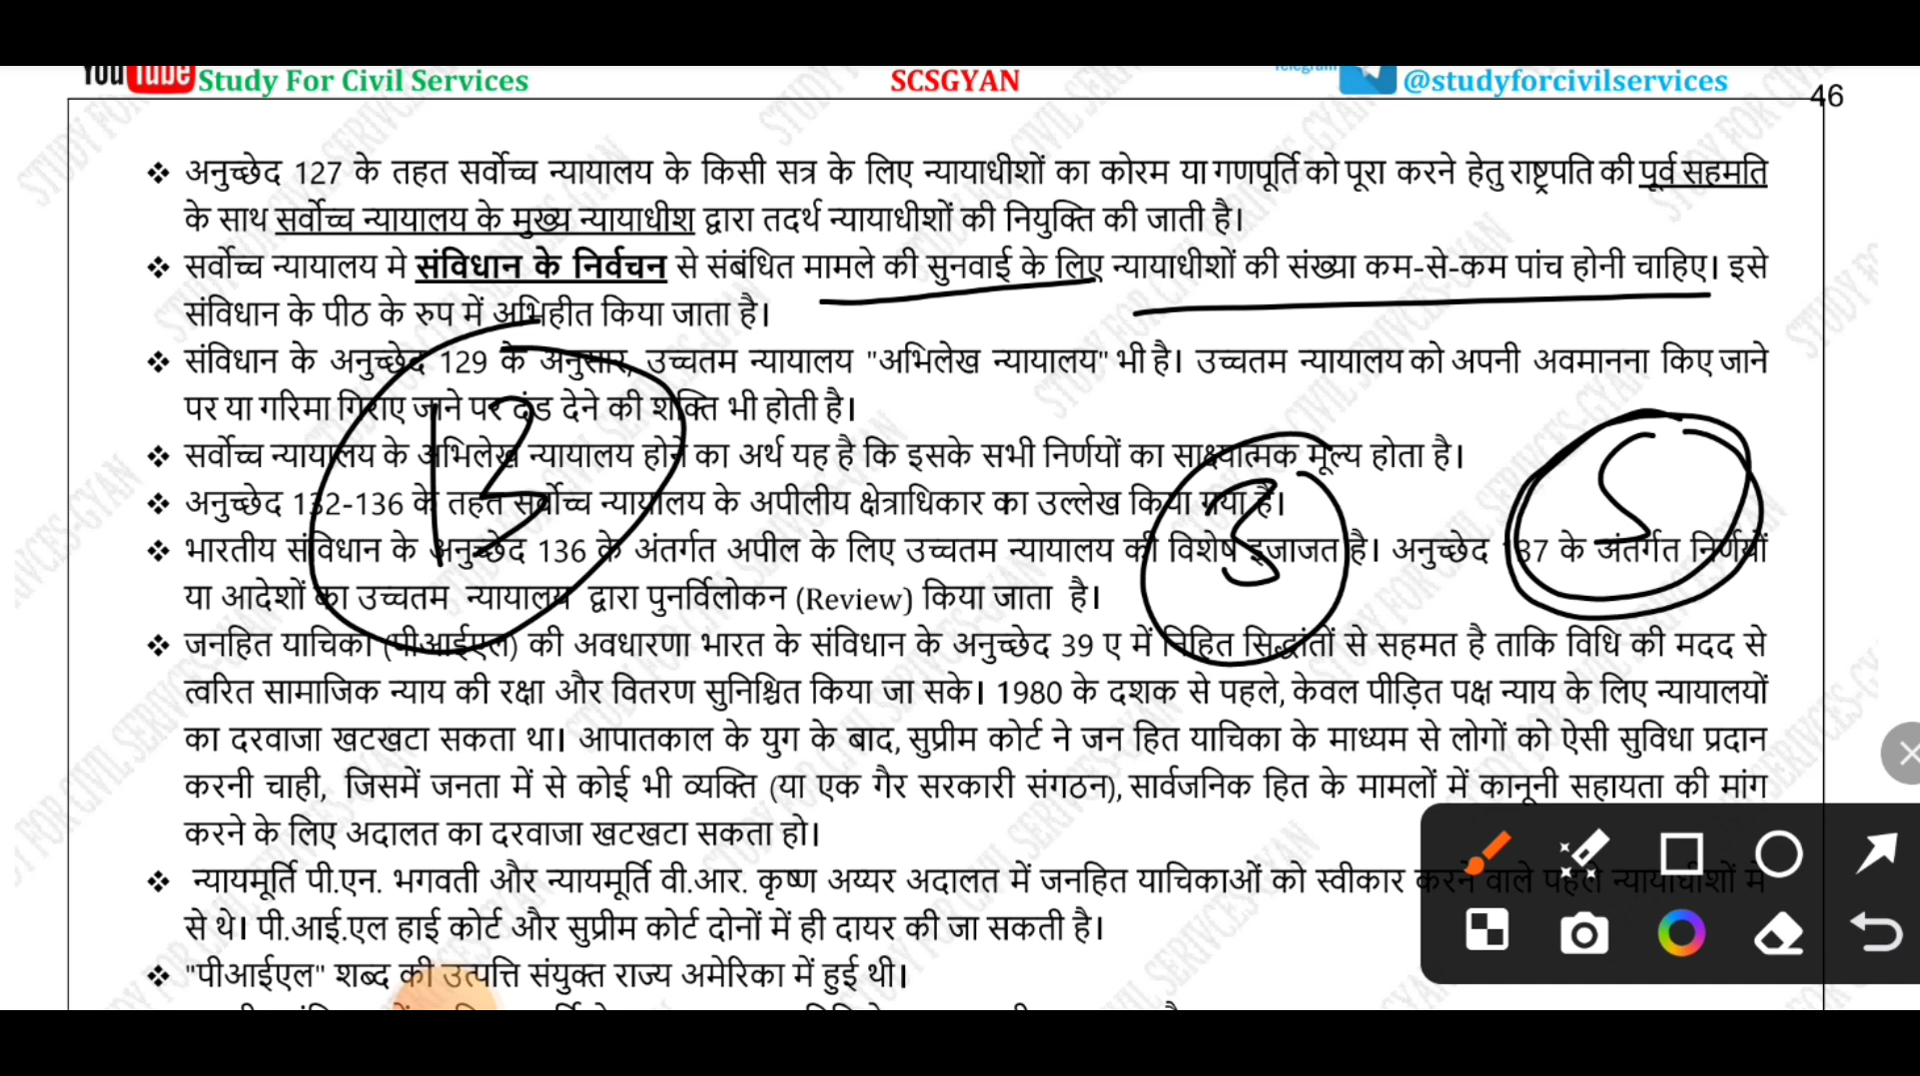 YouTube Study For Civil Services SCSGYAN Telegram @studyforcivilservices
46
❖ अनुच्छेद 127 के तहत सर्वोच्च न्यायालय के किसी सत्र के लिए न्यायाधीशों का कोरम या गणपूर्ति को पूरा करने हेतु राष्ट्रपति की पूर्व सहमति
के साथ सर्वोच्च न्यायालय के मुख्य न्यायाधीश द्वारा तदर्थ न्यायाधीशों की नियुक्ति की जाती है।
❖ सर्वोच्च न्यायालय मे संविधान के निर्वचन से संबंधित मामले की सुनवाई के लिए न्यायाधीशों की संख्या कम-से-कम पांच होनी चाहिए। इसे
संविधान के पीठ के रुप में अभिहीत किया जाता है।
❖ संविधान के अनुच्छेद 129 के अनुसार, उच्चतम न्यायालय "अभिलेख न्यायालय" भी है। उच्चतम न्यायालय को अपनी अवमानना किए जाने
पर या गरिमा गिराए जाने पर दंड देने की शक्ति भी होती है।
❖ सर्वोच्च न्यायालय के अभिलेख न्यायालय होने का अर्थ यह है कि इसके सभी निर्णयों का साक्ष्यात्मक मूल्य होता है।
❖ अनुच्छेद 132-136 के तहत सर्वोच्च न्यायालय के अपीलीय क्षेत्राधिकार का उल्लेख किया गया है।
❖ भारतीय संविधान के अनुच्छेद 136 के अंतर्गत अपील के लिए उच्चतम न्यायालय की विशेष इजाजत है। अनुच्छेद 137 के अंतर्गत निर्णयों
या आदेशों का उच्चतम न्यायालय द्वारा पुनर्विलोकन (Review) किया जाता है।
❖ जनहित याचिका (पीआईएल) की अवधारणा भारत के संविधान के अनुच्छेद 39 ए में निहित सिद्धांतों से सहमत है ताकि विधि की मदद से
त्वरित सामाजिक न्याय की रक्षा और वितरण सुनिश्चित किया जा सके। 1980 के दशक से पहले, केवल पीड़ित पक्ष न्याय के लिए न्यायालयों
का दरवाजा खटखटा सकता था। आपातकाल के युग के बाद, सुप्रीम कोर्ट ने जन हित याचिका के माध्यम से लोगों को ऐसी सुविधा प्रदान
करनी चाही, जिसमें जनता में से कोई भी व्यक्ति (या एक गैर सरकारी संगठन), सार्वजनिक हित के मामलों में कानूनी सहायता की मांग
करने के लिए अदालत का दरवाजा खटखटा सकता हो।
❖ न्यायमूर्ति पी.एन. भगवती और न्यायमूर्ति वी.आर. कृष्ण अय्यर अदालत में जनहित याचिकाओं को स्वीकार करने वाले पहले न्यायाधीशों में
से थे। पी.आई.एल हाई कोर्ट और सुप्रीम कोर्ट दोनों में ही दायर की जा सकती है।
❖ "पीआईएल" शब्द की उत्पत्ति संयुक्त राज्य अमेरिका में हुई थी।